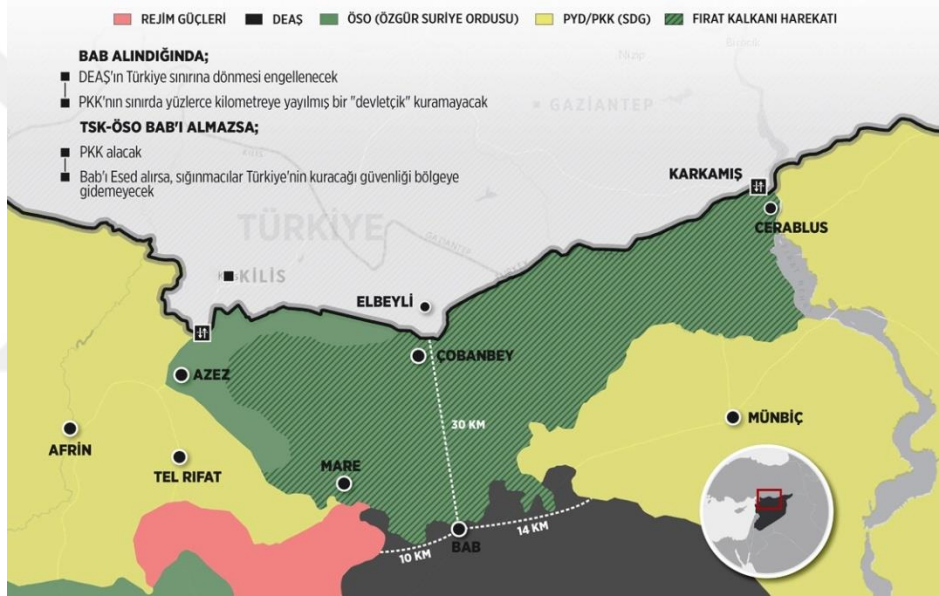 REJİM GÜÇLERİ DEAŞ ÖSO (ÖZGÜR SURİYE ORDUSU) PYD/PKK (SDG) FIRAT KALKANI HAREKATI
BAB ALINDIĞINDA;
DEAŞ'ın Türkiye sınırına dönmesi engellenecek
PKK'nın sınırda yüzlerce kilometreye yayılmış bir "devletçik" kuramayacak
TSK-ÖSO BAB'I ALMAZSA;
PKK alacak
Bab'ı Esed alırsa, sığınmacılar Türkiye'nin kuracağı güvenliği bölgeye
gidemeyecek
Nizip
GAZİANTEP
KARKAMIŞ
CERABLUS
TÜRKİYE
GAZİANTEP
KİLİS
ELBEYLİ
ÇOBANBEY
AZEZ
30 KM
MÜNBİÇ
AFRİN
TEL RIFAT
MARE
BAB
10 KM
14 KM